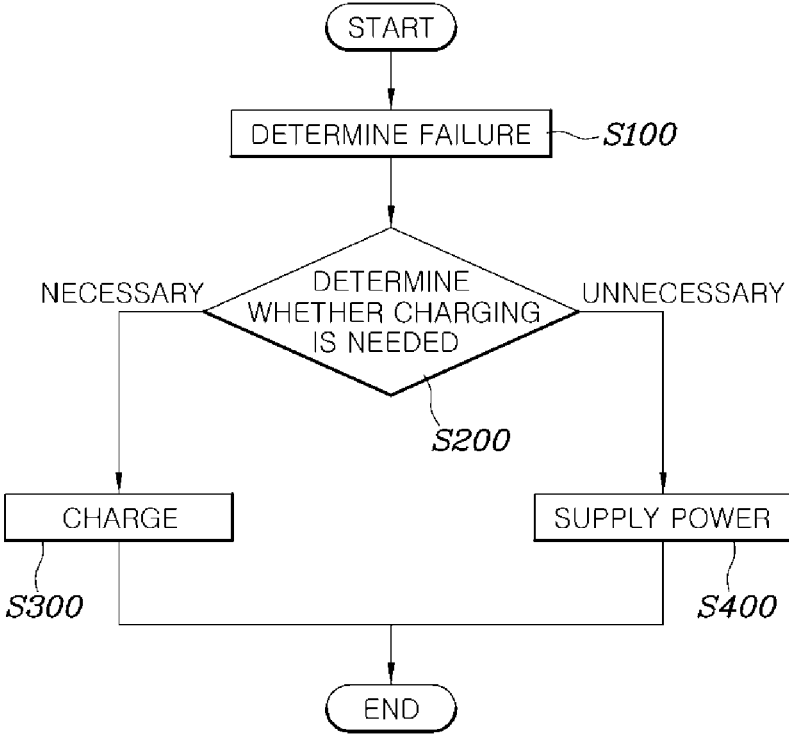 START
DETERMINE FAILURE
S100
DETERMINE
WHETHER CHARGING
IS NEEDED
NECESSARY
UNNECESSARY
S200
CHARGE
SUPPLY POWER
S300
S400
END